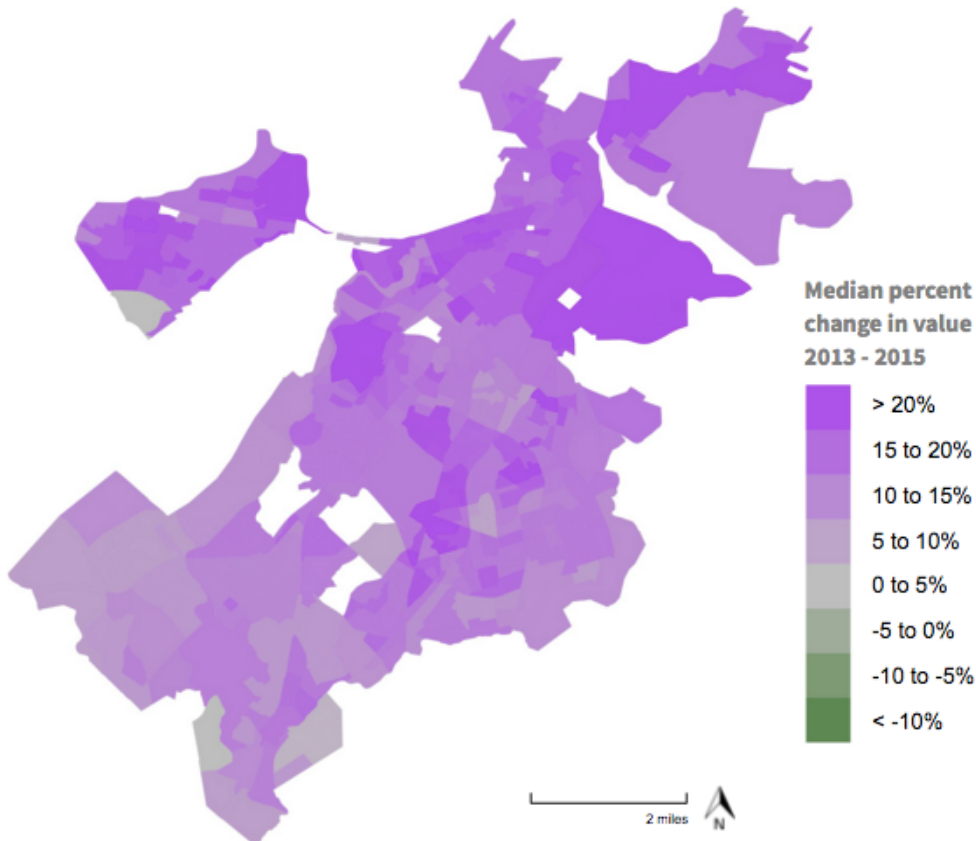 Median percent
change in value
2013 - 2015
> 20%
15 to 20%
10 to 15%
5 to 10%
0 to 5%
-5 to 0%
-10 to -5%
< -10%
2 miles
N